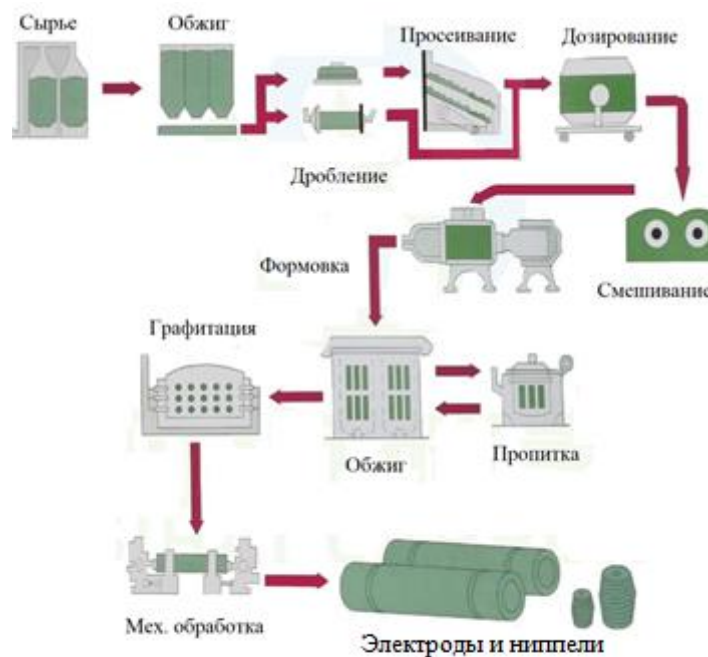 Сырье
Обжиг
Просеивание
Дозирование
Дробление
Формовка
Смешивание
Графитация
Обжиг
Пропитка
Мех. обработка
Электроды и ниппели